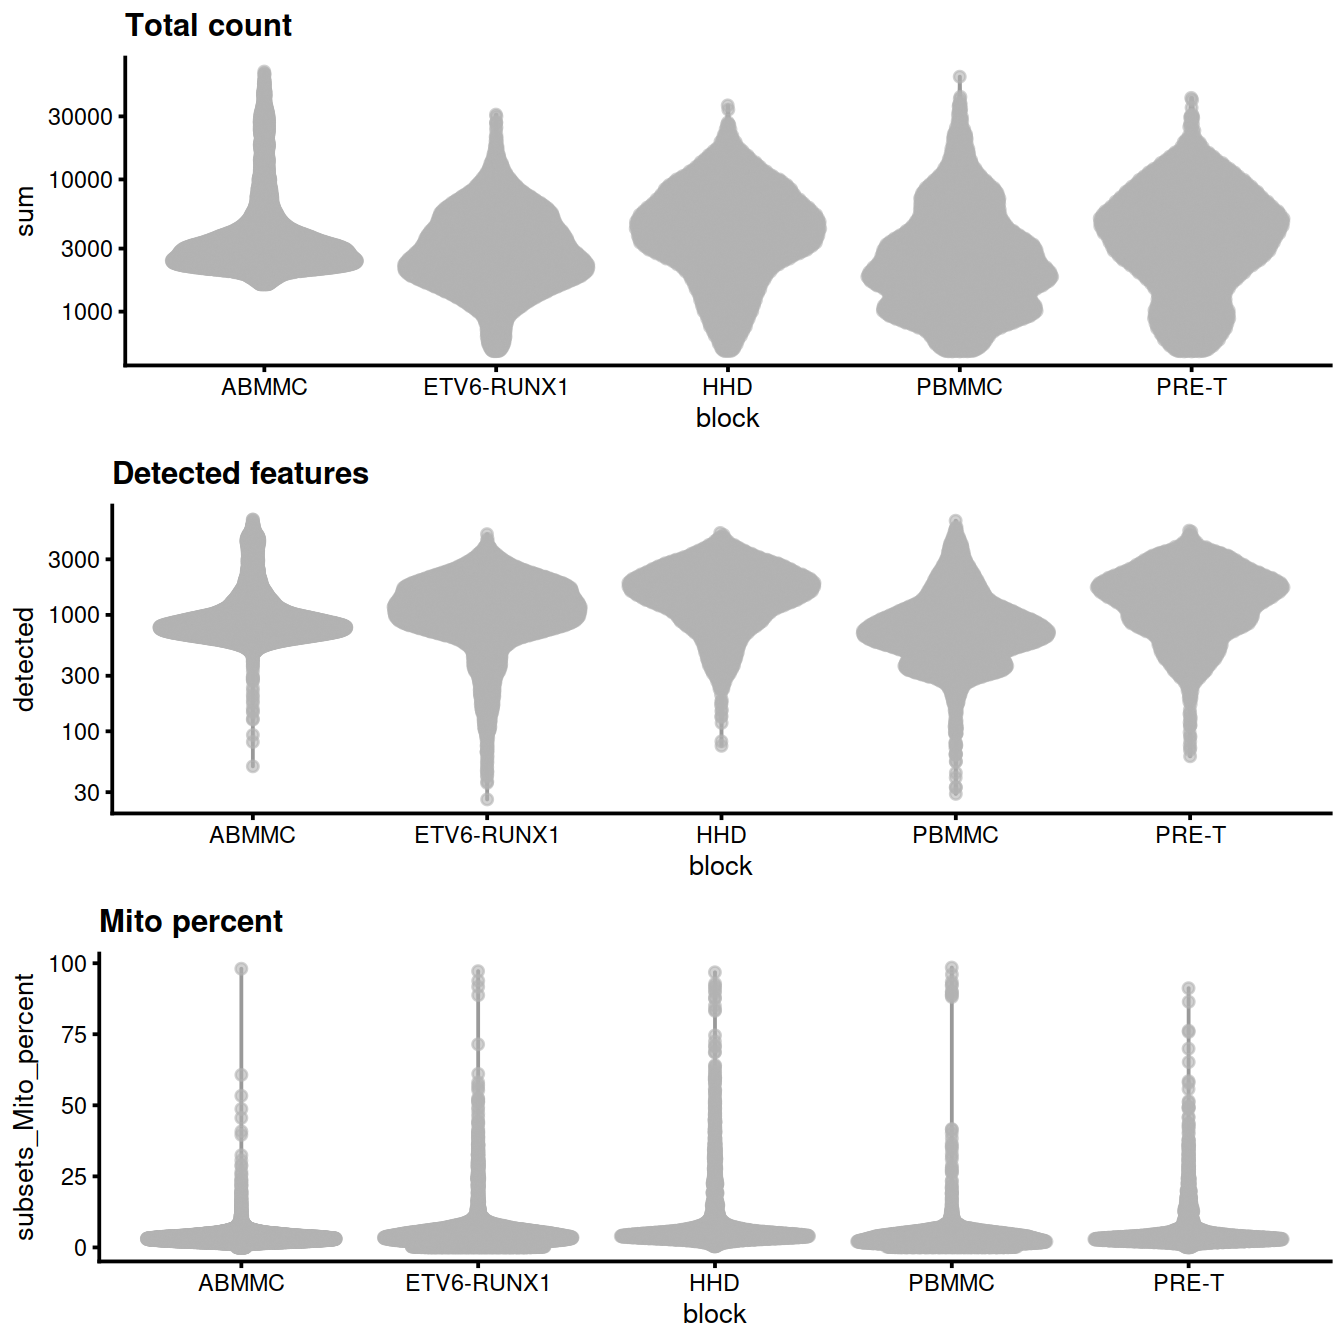 Total count
sum
30000
10000
3000
1000
ABMMC ETV6-RUNX1 HHD PBMMC PRE-T
block
Detected features
detected
3000
1000
300
100
30
ABMMC ETV6-RUNX1 HHD PBMMC PRE-T
block
Mito percent
subsets_Mito_percent
100
75
50
25
0
ABMMC ETV6-RUNX1 HHD PBMMC PRE-T
block